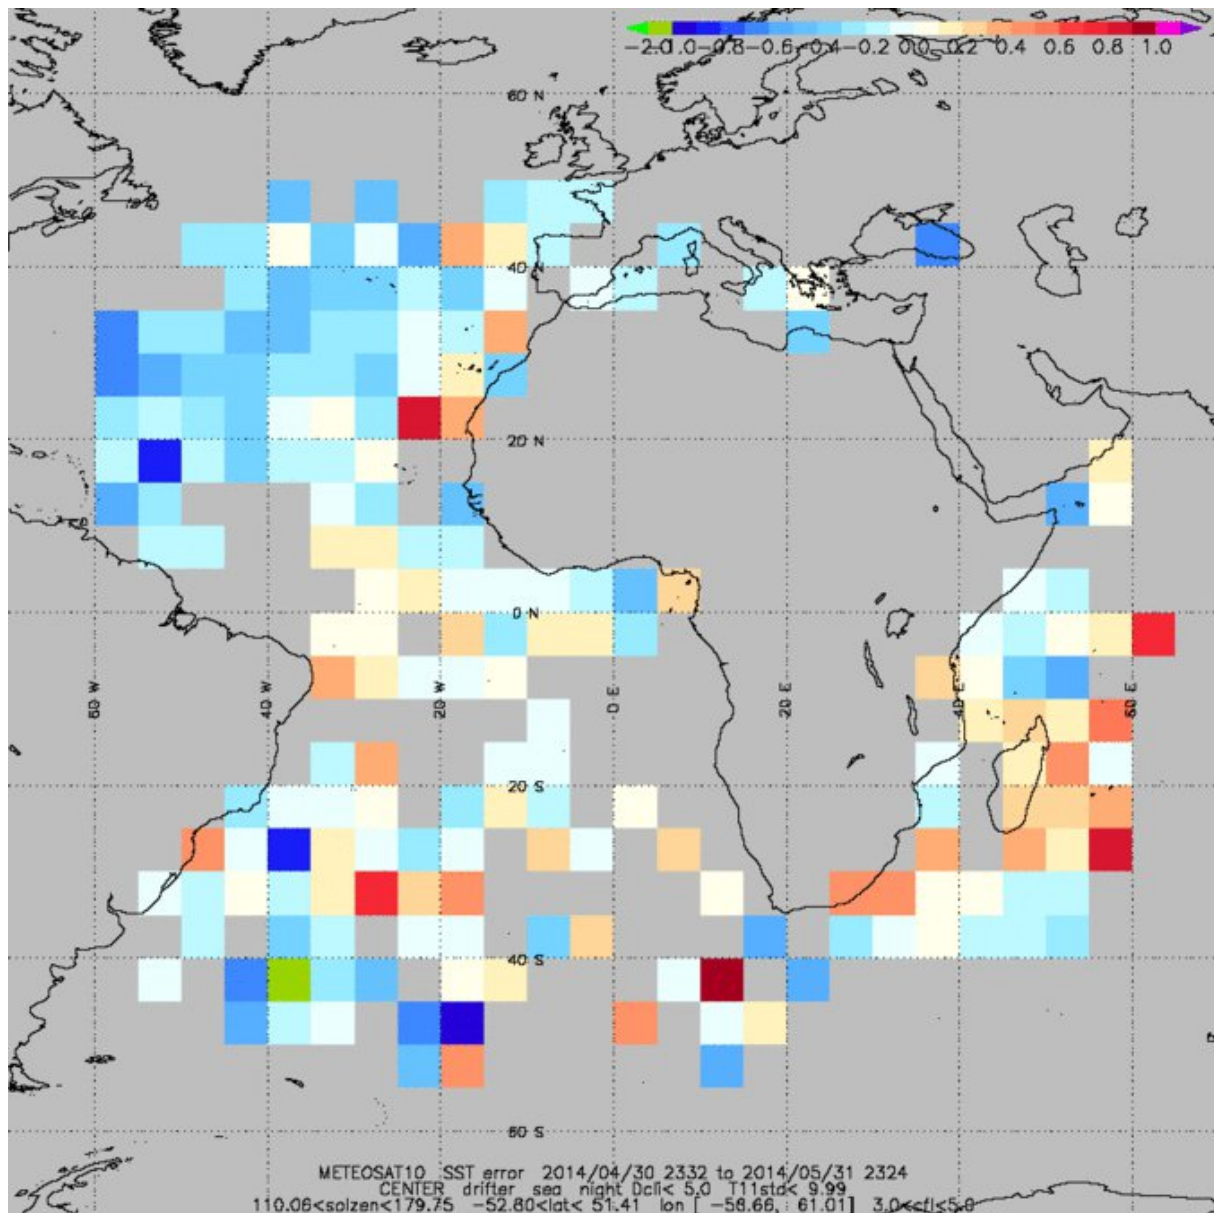 -2.0 -1.0 -0.8 -0.6 -0.4 -0.2 0.0 0.2 0.4 0.6 0.8 1.0
60 N
40 N
20 N
0 N
60 W 40 W 20 W 0 E 20 E 40 E 60 E
20 S
40 S
60 S
METEOSAT10 SST error 2014/04/30 2332 to 2014/05/31 2324
CENTER drifter sea night Dcli< 5.0 T11std< 9.99
110.06<solzen<179.75 -52.80<lat< 51.41 lon [ -58.66, 61.01] 3.0<cfl<5.0